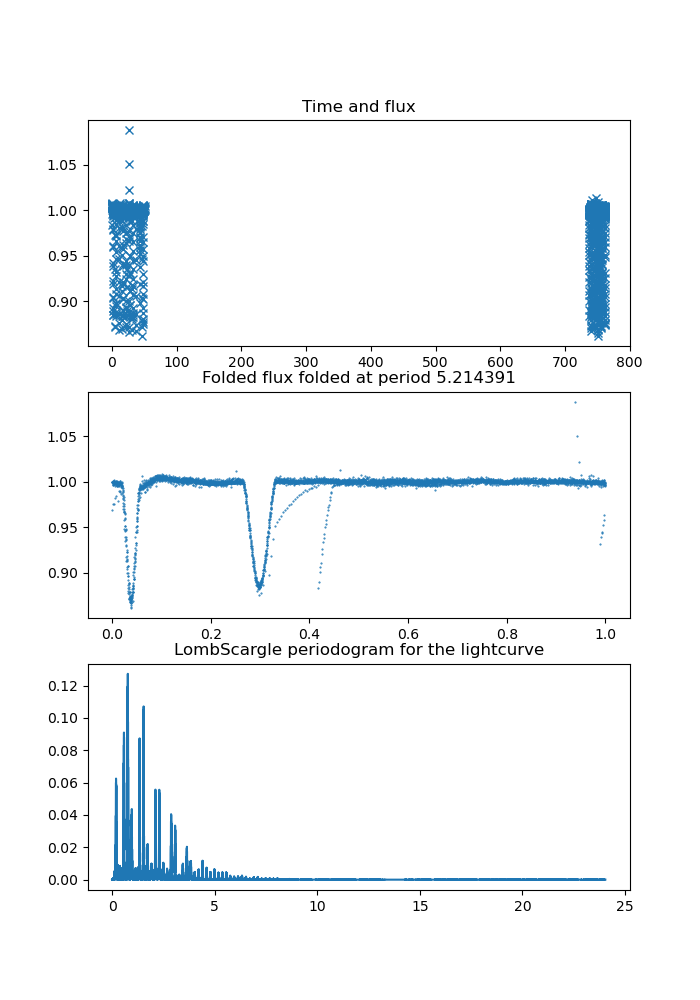 Time and flux
1.05
1.00
0.95
0.90
0 100 200 300 400 500 600 700 800
Folded flux folded at period 5.214391
1.05
1.00
0.95
0.90
0.0 0.2 0.4 0.6 0.8 1.0
LombScargle periodogram for the lightcurve
0.12
0.10
0.08
0.06
0.04
0.02
0.00
0 5 10 15 20 25